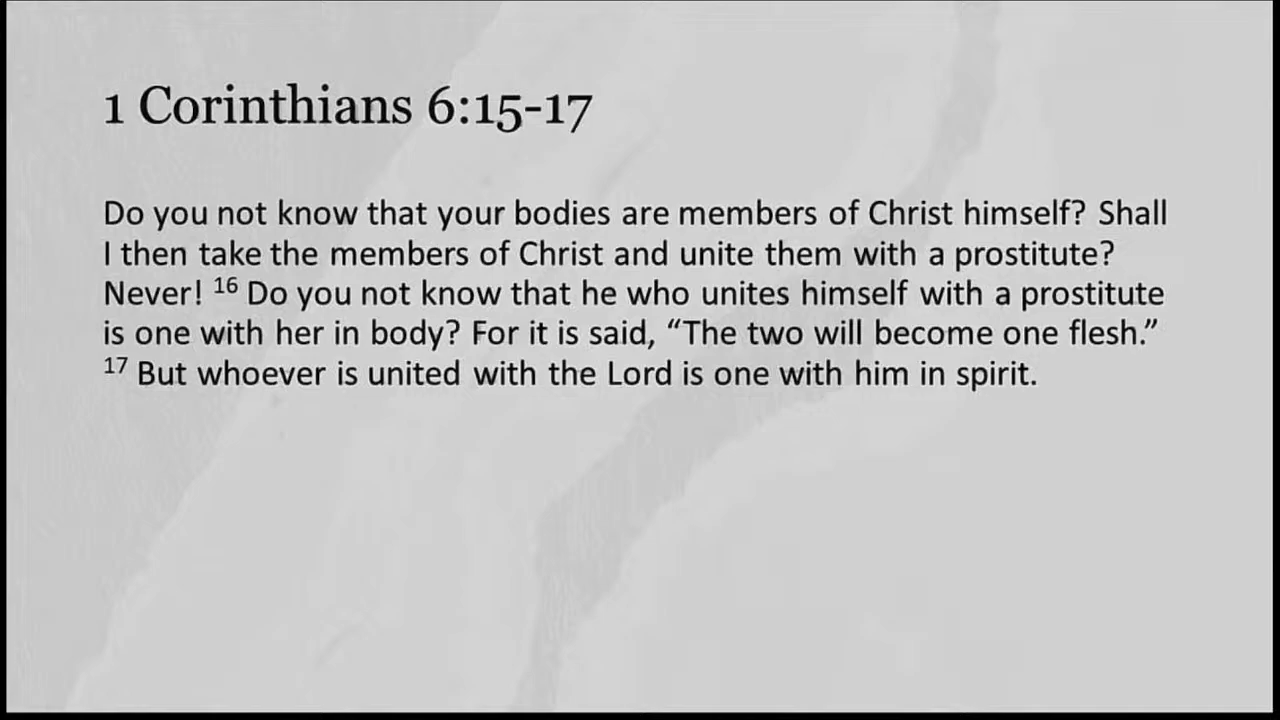 1 Corinthians 6:15-17
Do you not know that your bodies are members of Christ himself? Shall
I then take the members of Christ and unite them with a prostitute?
Never! 16 Do you not know that he who unites himself with a prostitute
is one with her in body? For it is said, “The two will become one flesh.”
17 But whoever is united with the Lord is one with him in spirit.